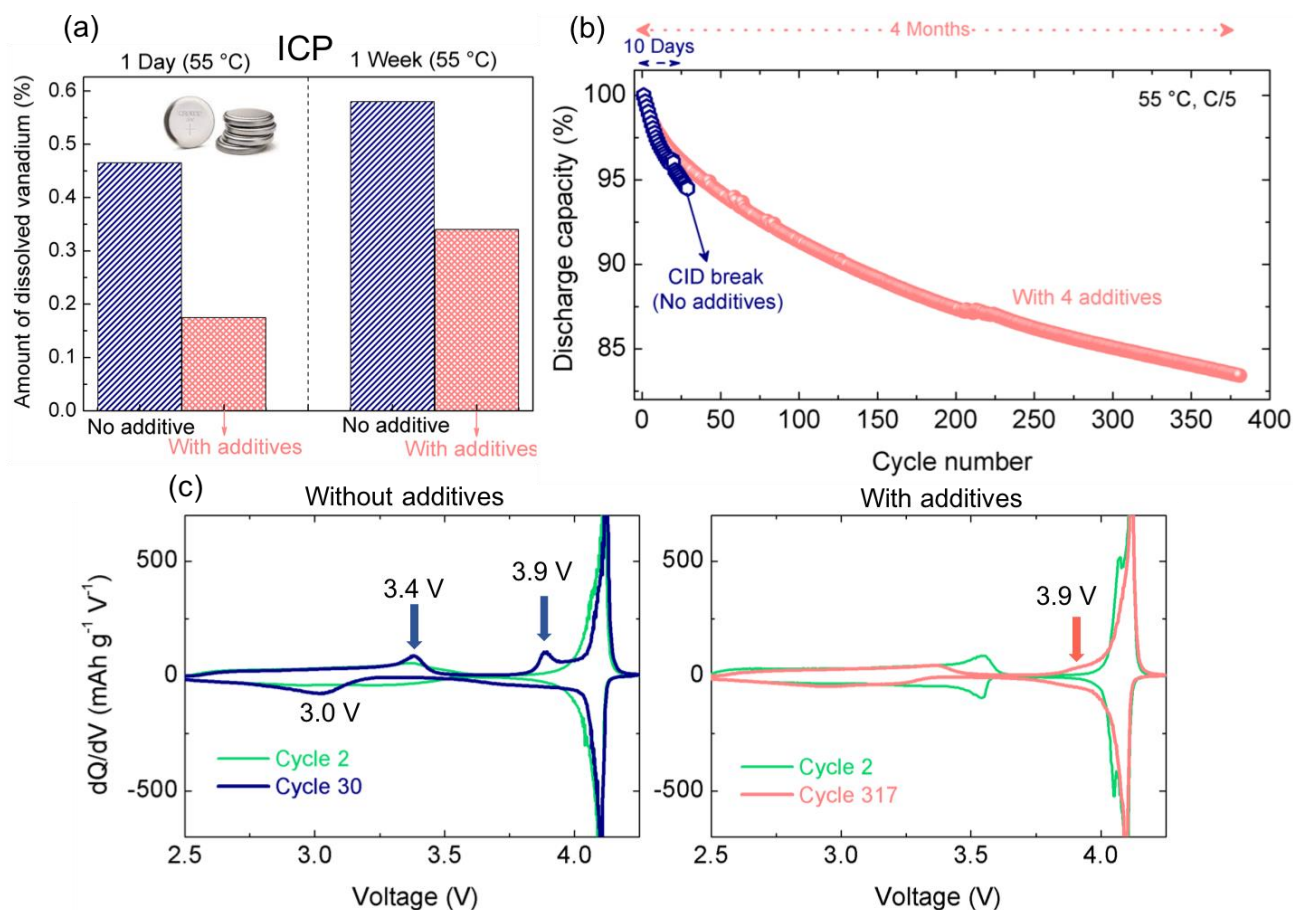 (a)
ICP
1 Day (55 °C)
1 Week (55 °C)
Amount of dissolved vanadium (%)
0.6
0.5
0.4
0.3
0.2
0.1
0.0
No additive
With additives
No additive
With additives
(b)
4 Months
10 Days
55 °C, C/5
Discharge capacity (%)
100
95
90
85
CID break
(No additives)
With 4 additives
0
50
100
150
200
250
300
350
400
Cycle number
(c)
Without additives
dQ/dV (mAh g⁻¹ V⁻¹)
500
0
-500
3.4 V
3.9 V
3.0 V
Cycle 2
Cycle 30
2.5
3.0
3.5
4.0
Voltage (V)
With additives
500
0
-500
3.9 V
Cycle 2
Cycle 317
2.5
3.0
3.5
4.0
Voltage (V)